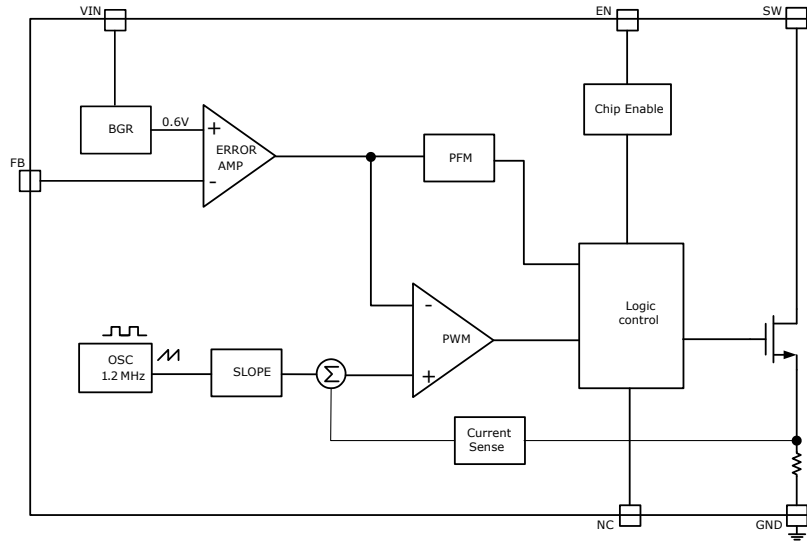 VIN
EN
SW
Chip Enable
BGR
0.6V
+
ERROR
AMP
-
FB
PFM
Logic
control
-
PWM
+
OSC
1.2 MHz
SLOPE
Σ
Current
Sense
NC
GND